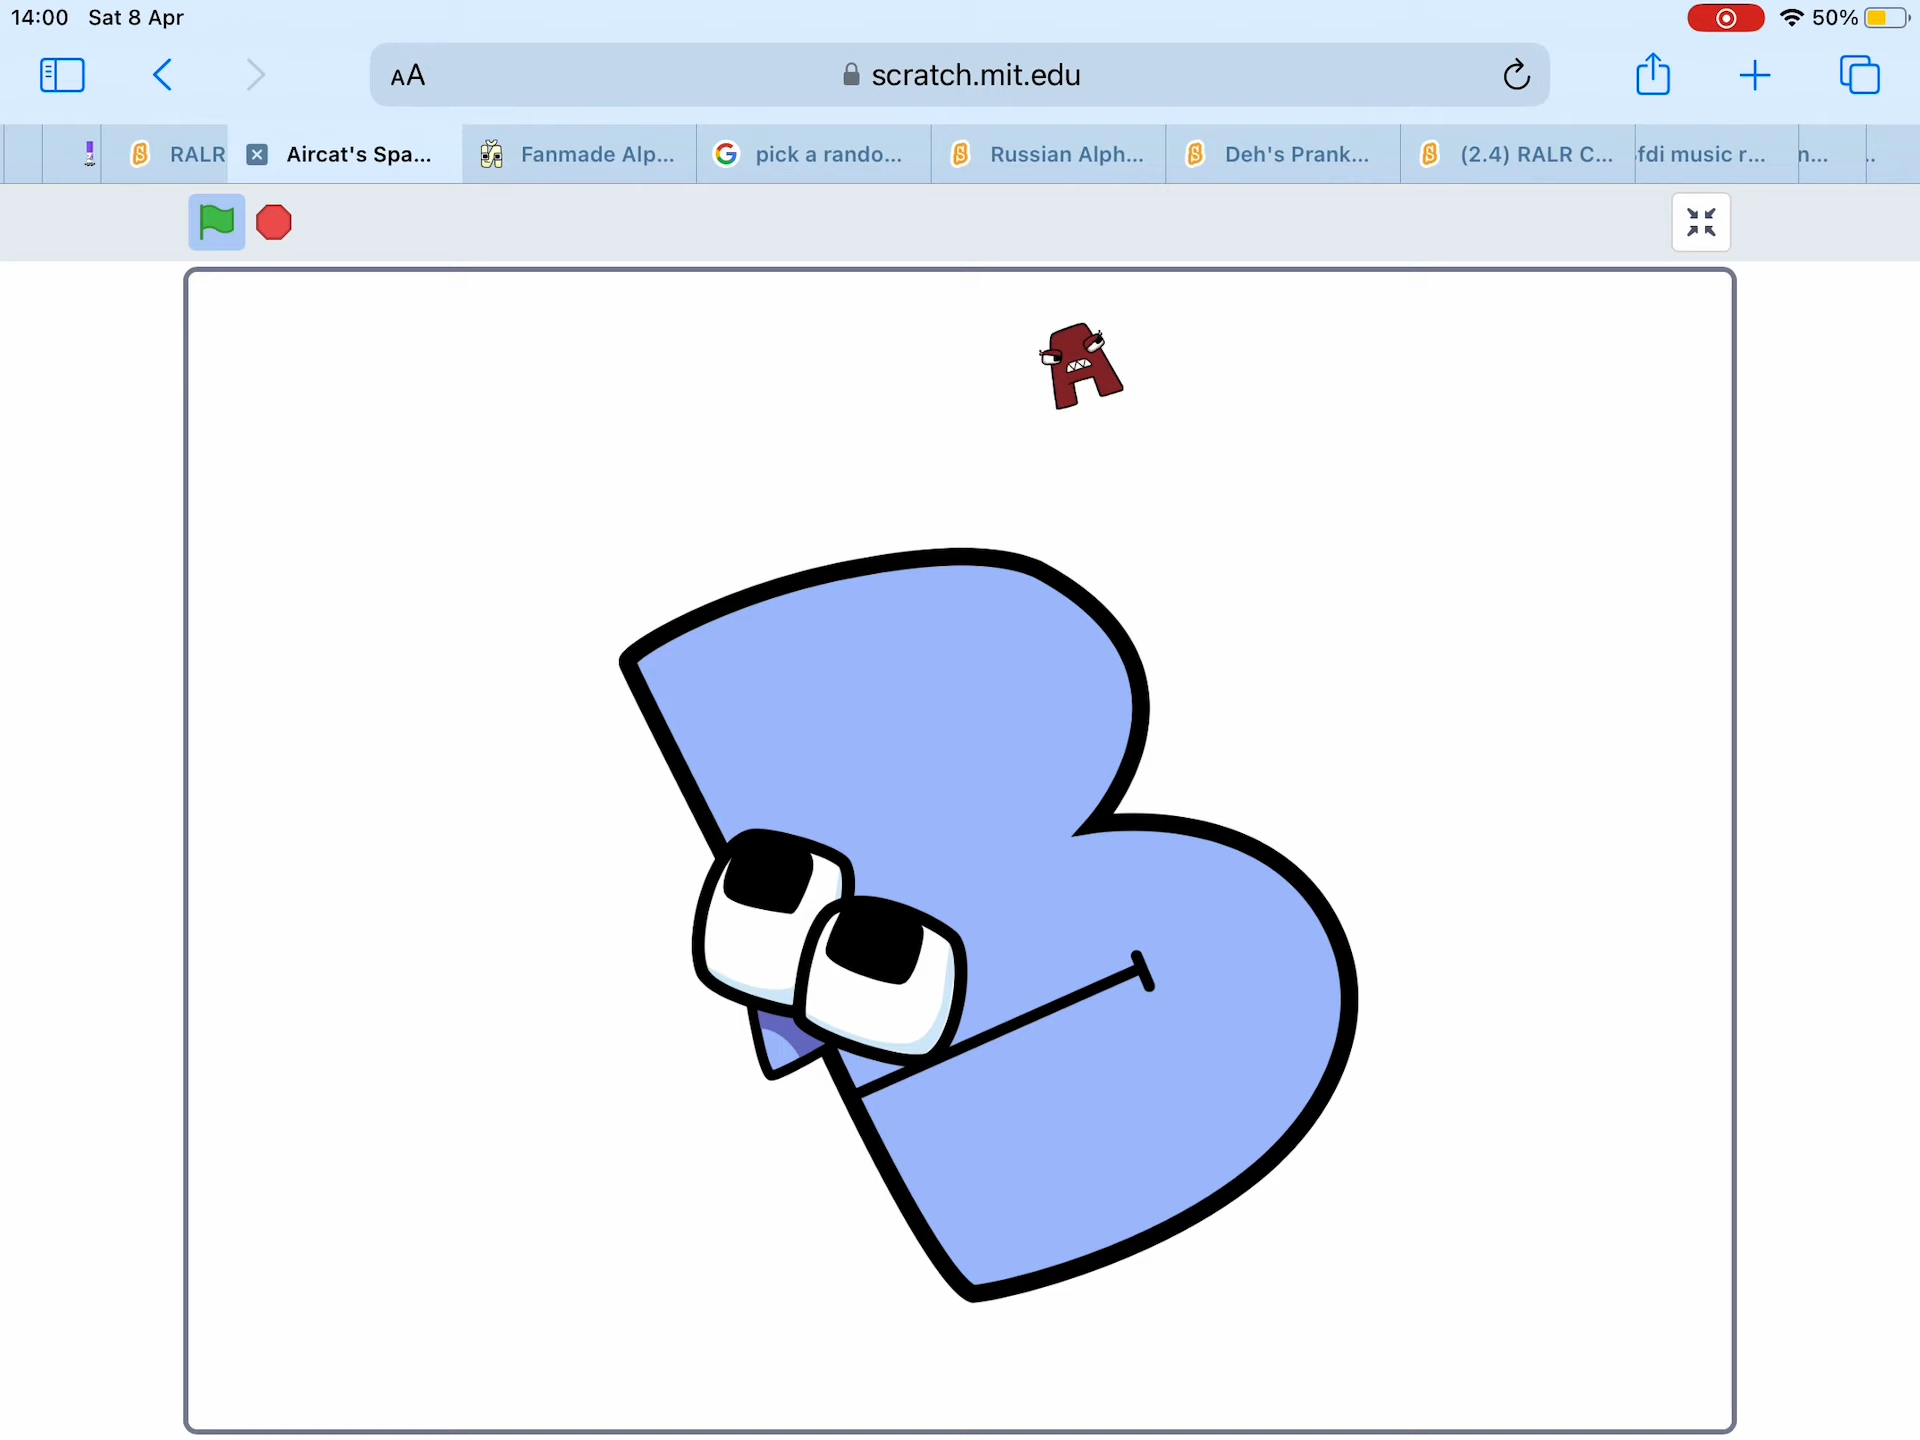 14:00 Sat 8 Apr 50%
AA scratch.mit.edu
RALR Aircat's Spa... Fanmade Alp... pick a rando... Russian Alph... Deh's Prank... (2.4) RALR C... fdi music r... n... ..
A
B